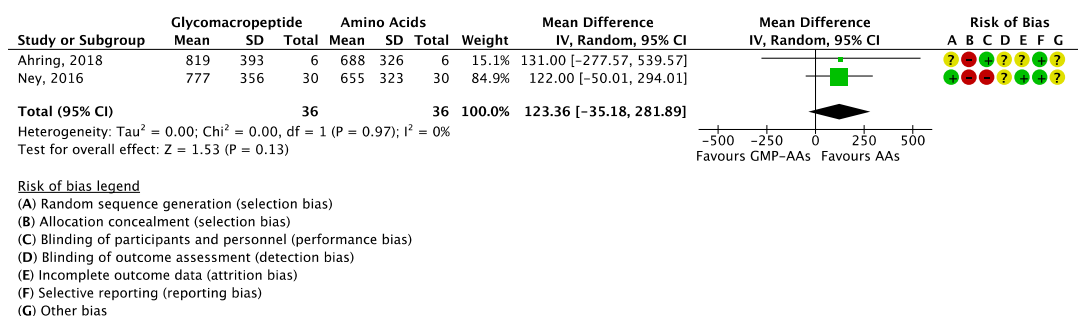 Glycomacropeptide Amino Acids Mean Difference Mean Difference Risk of Bias
Study or Subgroup Mean SD Total Mean SD Total Weight IV, Random, 95% CI IV, Random, 95% CI A B C D E F G
Ahring, 2018 819 393 6 688 326 6 15.1% 131.00 [-277.57, 539.57] ? - + ? ? + ?
Ney, 2016 777 356 30 655 323 30 84.9% 122.00 [-50.01, 294.01] + - - ? + + ?
Total (95% CI) 36 36 100.0% 123.36 [-35.18, 281.89]
Heterogeneity: Tau² = 0.00; Chi² = 0.00, df = 1 (P = 0.97); I² = 0%
Test for overall effect: Z = 1.53 (P = 0.13)
-500 -250 0 250 500
Favours GMP-AAs Favours AAs
Risk of bias legend
(A) Random sequence generation (selection bias)
(B) Allocation concealment (selection bias)
(C) Blinding of participants and personnel (performance bias)
(D) Blinding of outcome assessment (detection bias)
(E) Incomplete outcome data (attrition bias)
(F) Selective reporting (reporting bias)
(G) Other bias